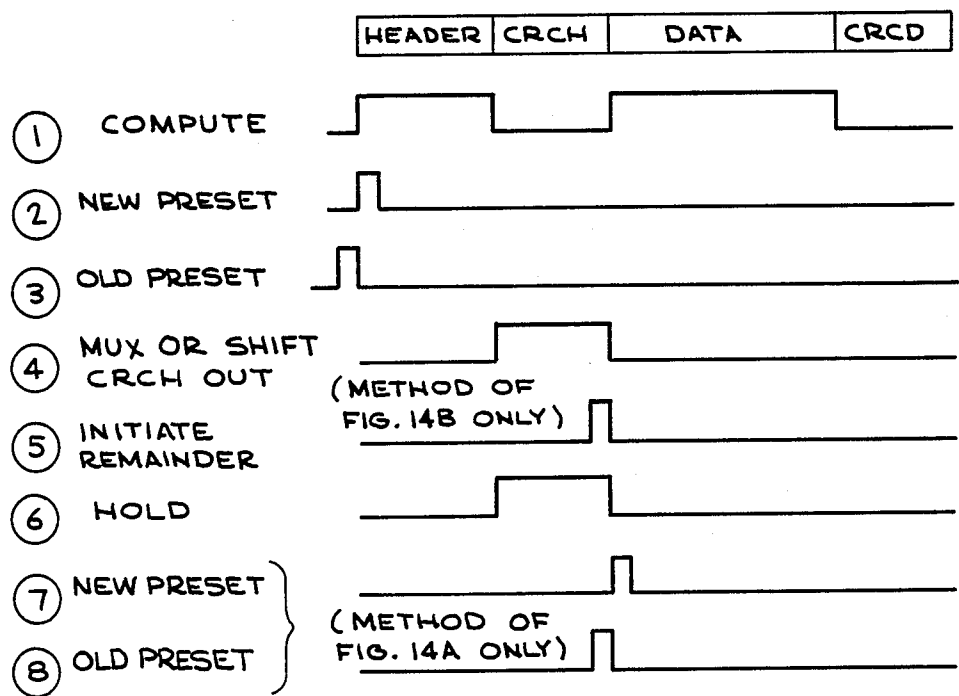 HEADER CRCH DATA CRCD
1 COMPUTE
2 NEW PRESET
3 OLD PRESET
4 MUX OR SHIFT
CRCH OUT
(METHOD OF
FIG. 14B ONLY)
5 INITIATE
REMAINDER
6 HOLD
7 NEW PRESET
8 OLD PRESET
(METHOD OF
FIG. 14A ONLY)